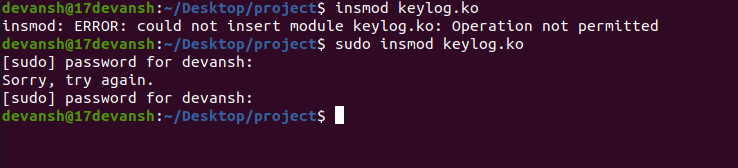 devansh@17devansh:~/Desktop/project$ insmod keylog.ko
insmod: ERROR: could not insert module keylog.ko: Operation not permitted
devansh@17devansh:~/Desktop/project$ sudo insmod keylog.ko
[sudo] password for devansh:
Sorry, try again.
[sudo] password for devansh:
devansh@17devansh:~/Desktop/project$